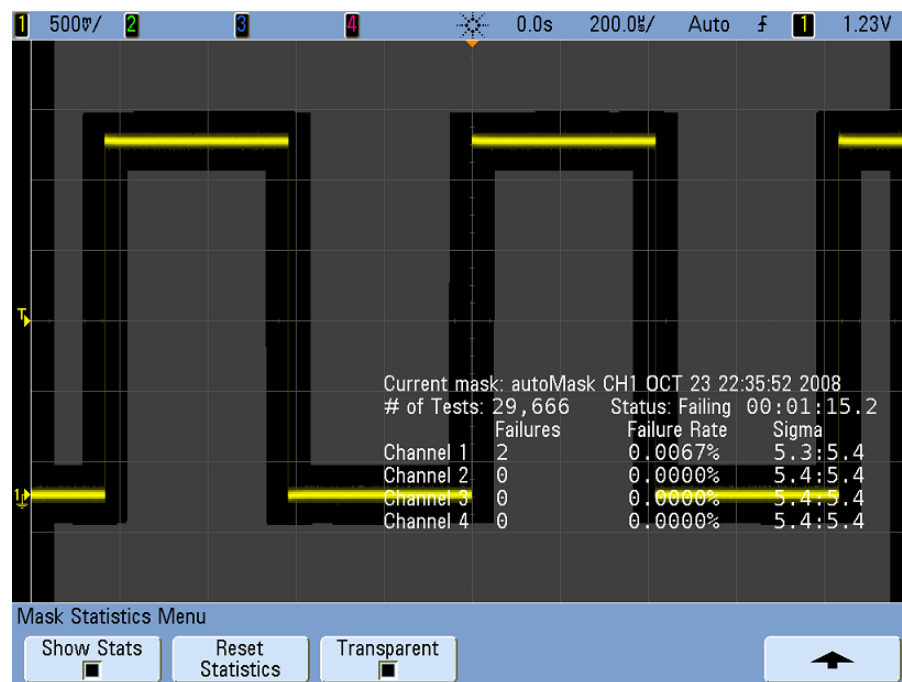 1 500mV/ 2 3 4 0.0s 200.0µs/ Auto 1 1.23V
T
1
Current mask: autoMask CH1 OCT 23 22:35:52 2008
# of Tests: 29,666 Status: Failing 00:01:15.2
Failures Failure Rate Sigma
Channel 1 2 0.0067% 5.3:5.4
Channel 2 0 0.0000% 5.4:5.4
Channel 3 0 0.0000% 5.4:5.4
Channel 4 0 0.0000% 5.4:5.4
Mask Statistics Menu
Show Stats Reset Statistics Transparent